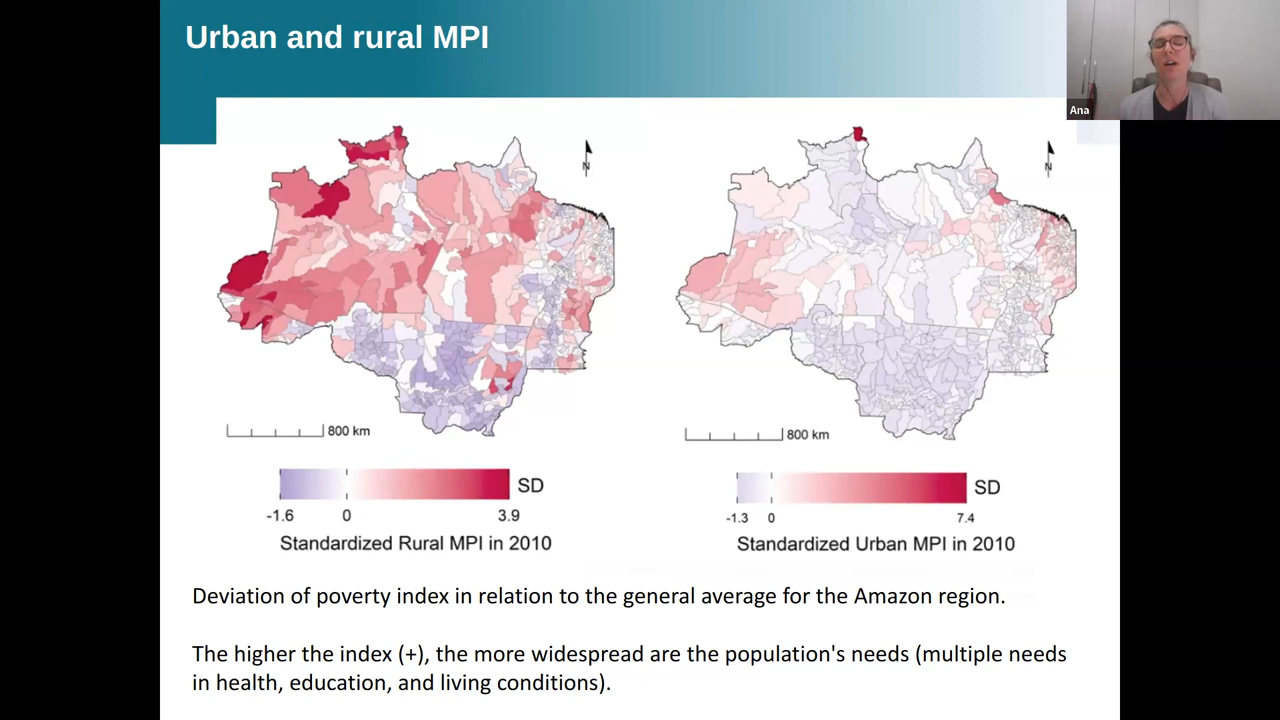 Urban and rural MPI
Ana
N
N
800 km
800 km
SD
-1.6 0 3.9
Standardized Rural MPI in 2010
SD
-1.3 0 7.4
Standardized Urban MPI in 2010
Deviation of poverty index in relation to the general average for the Amazon region.
The higher the index (+), the more widespread are the population's needs (multiple needs
in health, education, and living conditions).